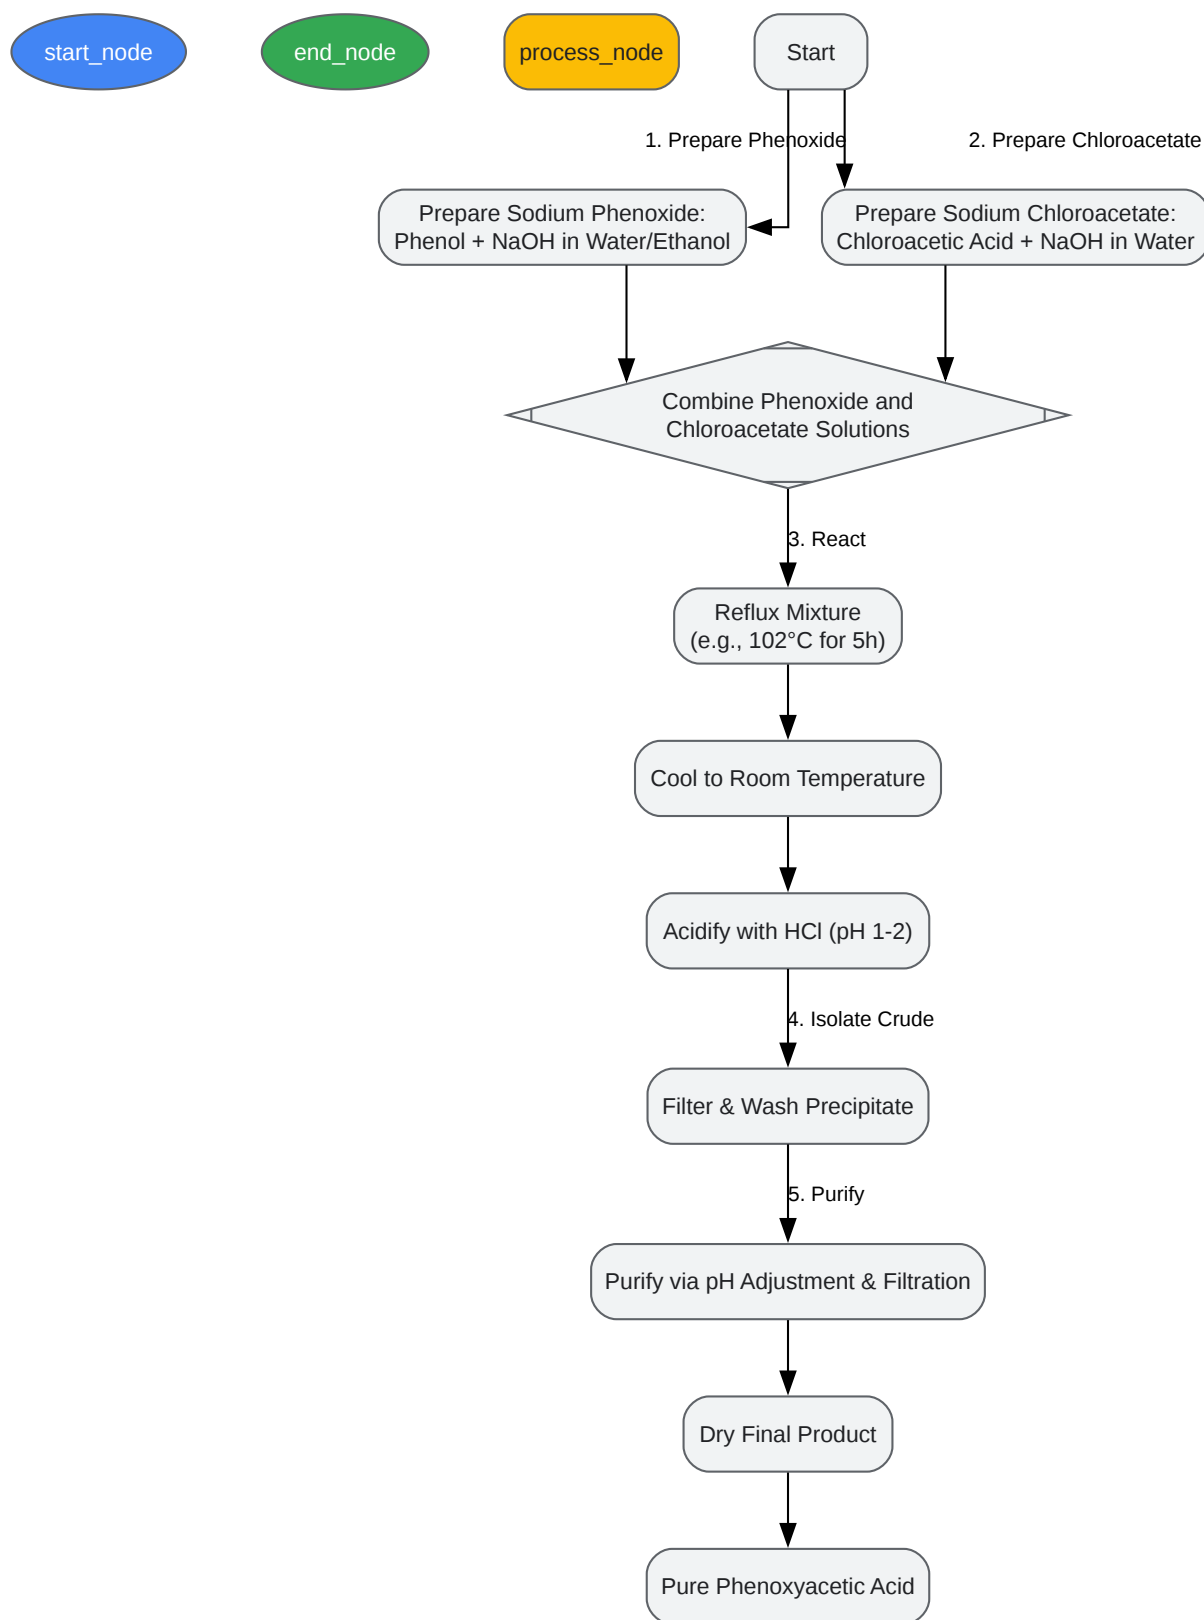 start_node
end_node
process_node
Start
1. Prepare Phenoxide
2. Prepare Chloroacetate
Prepare Sodium Phenoxide:
Phenol + NaOH in Water/Ethanol
Prepare Sodium Chloroacetate:
Chloroacetic Acid + NaOH in Water
Combine Phenoxide and
Chloroacetate Solutions
3. React
Reflux Mixture
(e.g., 102°C for 5h)
Cool to Room Temperature
Acidify with HCl (pH 1-2)
4. Isolate Crude
Filter & Wash Precipitate
5. Purify
Purify via pH Adjustment & Filtration
Dry Final Product
Pure Phenoxyacetic Acid